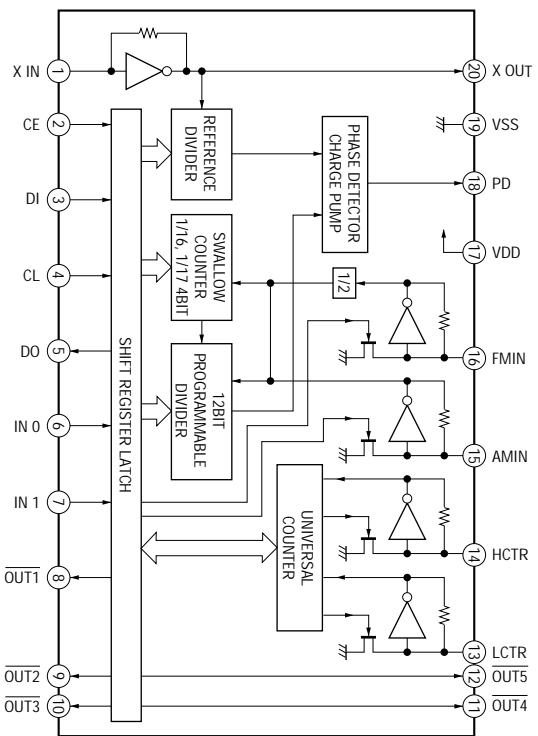 X IN
1
CE
2
DI
3
CL
4
DO
5
IN 0
6
IN 1
7
OUT1
8
OUT2
9
OUT3
10
SHIFT REGISTER LATCH
REFERENCE
DIVIDER
SWALLOW
COUNTER
1/16, 1/17 4BIT
12BIT
PROGRAMMABLE
DIVIDER
PHASE DETECTOR
CHARGE PUMP
1/2
UNIVERSAL
COUNTER
20
X OUT
19
VSS
18
PD
17
VDD
16
FMIN
15
AMIN
14
HCTR
13
LCTR
12
OUT5
11
OUT4